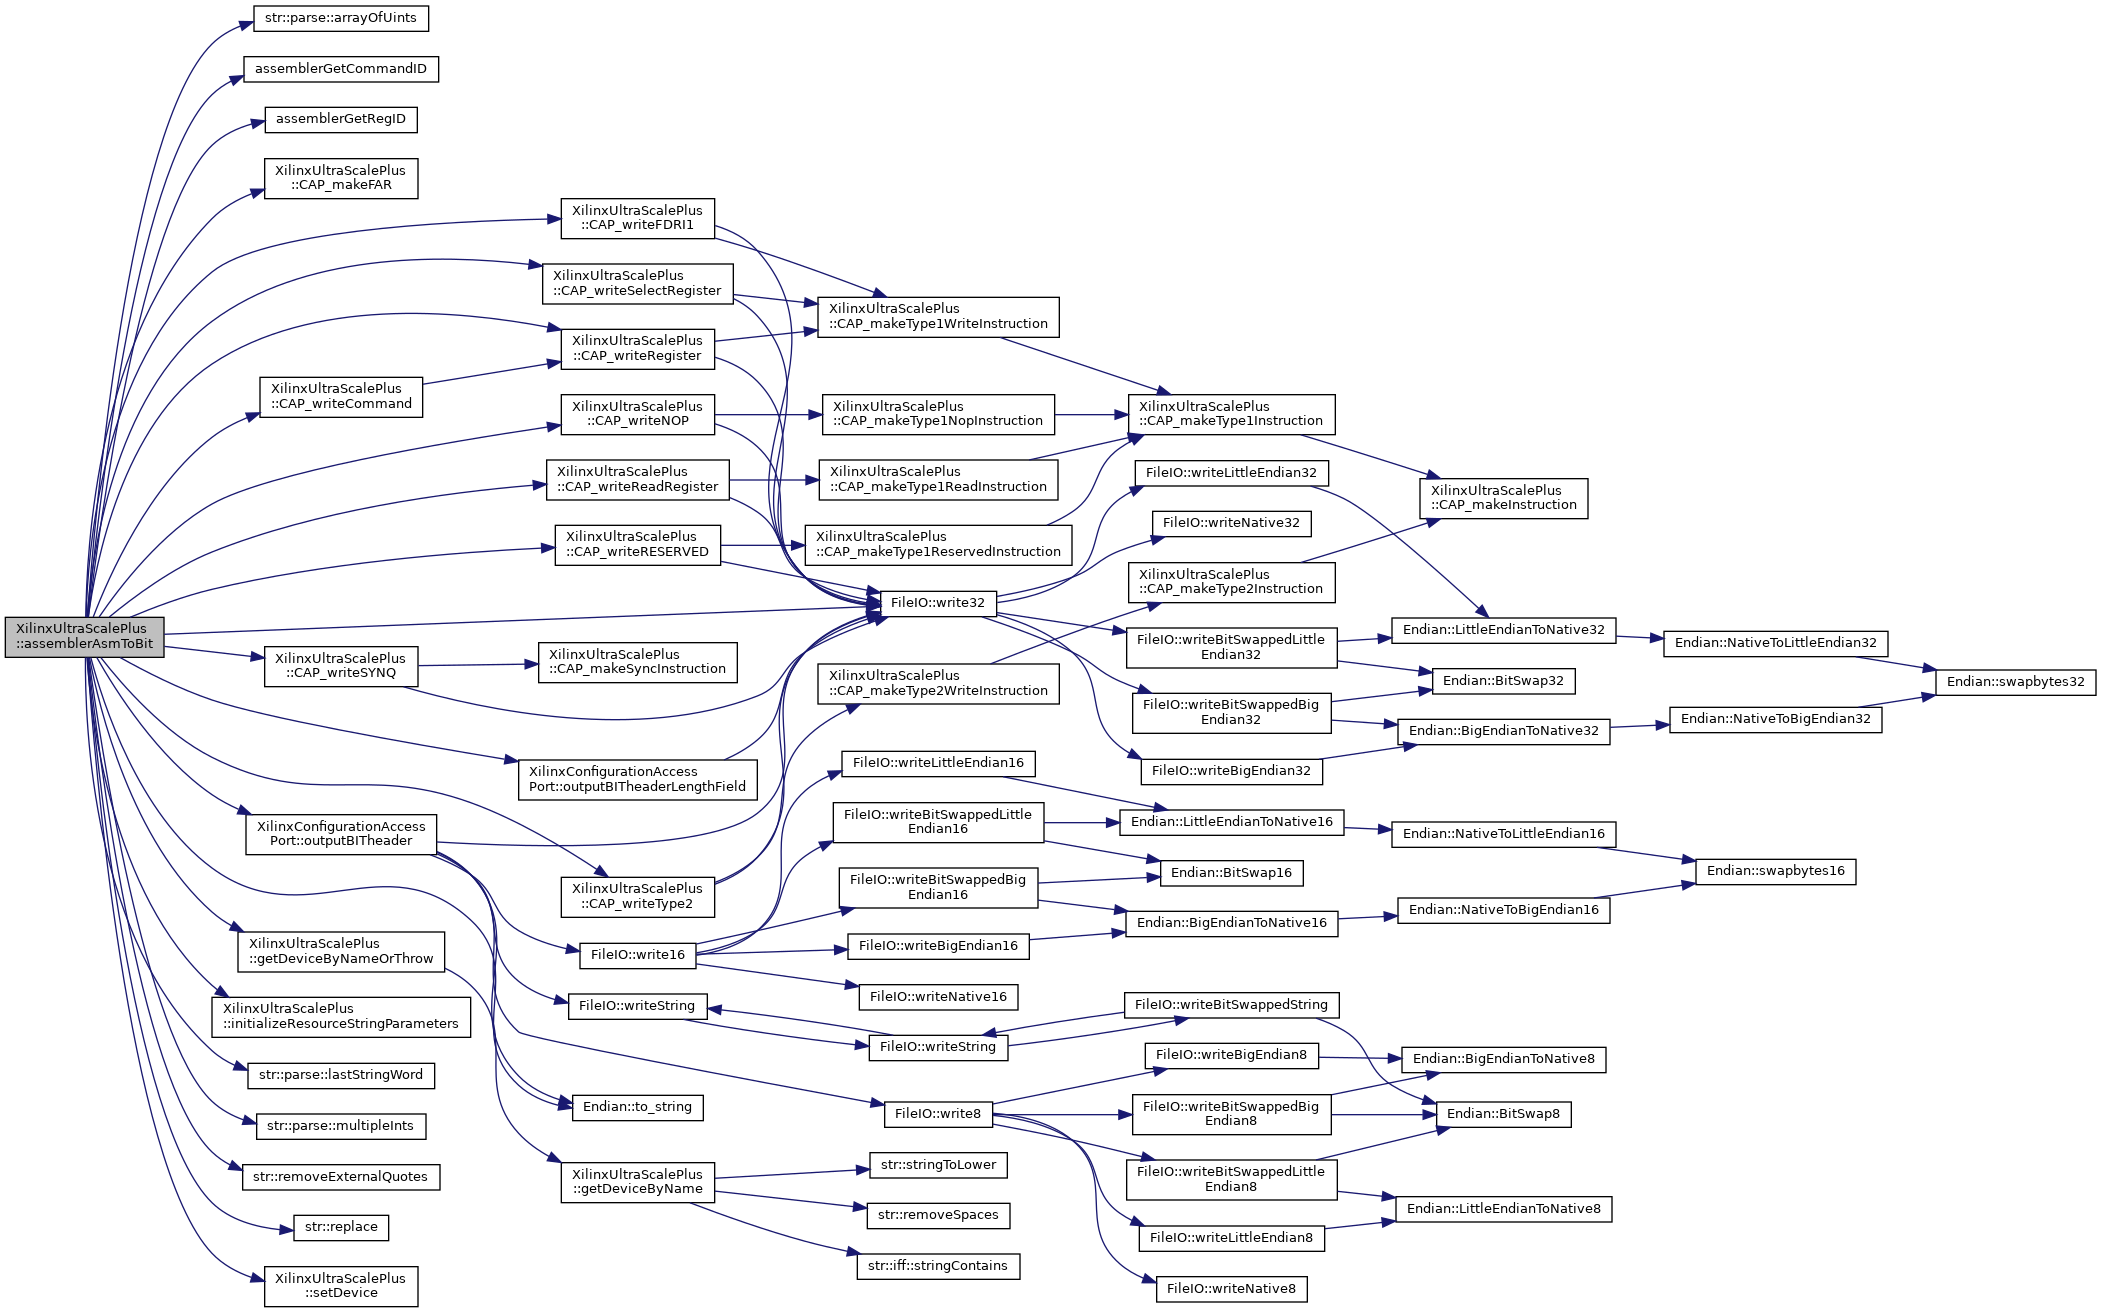 XilinxUltraScalePlus
::assemblerAsmToBit
str::parse::arrayOfUints
assemblerGetCommandID
assemblerGetRegID
XilinxUltraScalePlus
::CAP_makeFAR
XilinxUltraScalePlus
::CAP_writeCommand
XilinxUltraScalePlus
::CAP_writeSYNQ
XilinxConfigurationAccess
Port::outputBITheader
XilinxUltraScalePlus
::getDeviceByNameOrThrow
XilinxUltraScalePlus
::initializeResourceStringParameters
str::parse::lastStringWord
str::parse::multipleInts
str::removeExternalQuotes
str::replace
XilinxUltraScalePlus
::setDevice
XilinxUltraScalePlus
::CAP_writeFDRI1
XilinxUltraScalePlus
::CAP_writeSelectRegister
XilinxUltraScalePlus
::CAP_writeRegister
XilinxUltraScalePlus
::CAP_writeNOP
XilinxUltraScalePlus
::CAP_writeReadRegister
XilinxUltraScalePlus
::CAP_writeRESERVED
XilinxUltraScalePlus
::CAP_makeSyncInstruction
XilinxConfigurationAccess
Port::outputBITheaderLengthField
XilinxUltraScalePlus
::CAP_writeType2
FileIO::write16
FileIO::writeString
Endian::to_string
XilinxUltraScalePlus
::getDeviceByName
XilinxUltraScalePlus
::CAP_makeType1WriteInstruction
XilinxUltraScalePlus
::CAP_makeType1NopInstruction
XilinxUltraScalePlus
::CAP_makeType1ReadInstruction
XilinxUltraScalePlus
::CAP_makeType1ReservedInstruction
FileIO::write32
XilinxUltraScalePlus
::CAP_makeType2WriteInstruction
FileIO::writeLittleEndian16
FileIO::writeBitSwappedLittle
Endian16
FileIO::writeBitSwappedBig
Endian16
FileIO::writeBigEndian16
FileIO::writeNative16
FileIO::writeString
FileIO::write8
str::stringToLower
str::removeSpaces
str::iff::stringContains
XilinxUltraScalePlus
::CAP_makeType1Instruction
FileIO::writeLittleEndian32
FileIO::writeNative32
XilinxUltraScalePlus
::CAP_makeType2Instruction
FileIO::writeBitSwappedLittle
Endian32
FileIO::writeBitSwappedBig
Endian32
FileIO::writeBigEndian32
Endian::LittleEndianToNative16
Endian::BitSwap16
Endian::BigEndianToNative16
FileIO::writeBitSwappedString
FileIO::writeBigEndian8
FileIO::writeBitSwappedBig
Endian8
FileIO::writeBitSwappedLittle
Endian8
FileIO::writeLittleEndian8
FileIO::writeNative8
XilinxUltraScalePlus
::CAP_makeInstruction
Endian::LittleEndianToNative32
Endian::BitSwap32
Endian::BigEndianToNative32
Endian::NativeToLittleEndian16
Endian::NativeToBigEndian16
Endian::BigEndianToNative8
Endian::BitSwap8
Endian::LittleEndianToNative8
Endian::NativeToLittleEndian32
Endian::NativeToBigEndian32
Endian::swapbytes16
Endian::swapbytes32